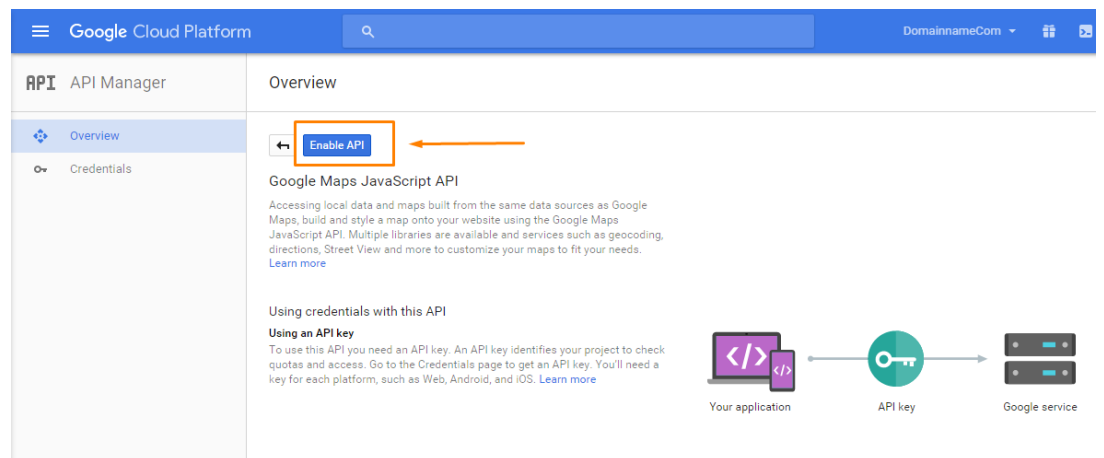 Google Cloud Platform
DomainnameCom
API API Manager
Overview
Overview
Credentials
Enable API
Google Maps JavaScript API
Accessing local data and maps built from the same data sources as Google
Maps, build and style a map onto your website using the Google Maps
JavaScript API. Multiple libraries are available and services such as geocoding,
directions, Street View and more to customize your maps to fit your needs.
Learn more
Using credentials with this API
Using an API key
To use this API you need an API key. An API key identifies your project to check
quotas and access. Go to the Credentials page to get an API key. You'll need a
key for each platform, such as Web, Android, and iOS. Learn more
</>
</>
Your application
API key
Google service